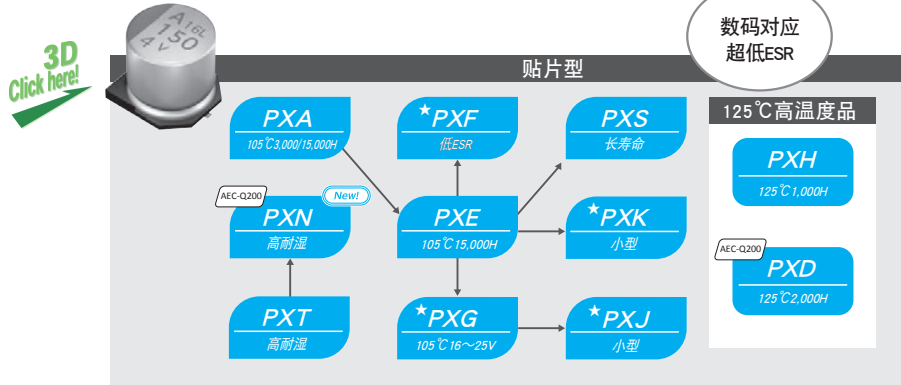 数码对应
超低ESR
3D
Click here!
A16L
150
4V
贴片型
PXA
105℃3,000/15,000H
★PXF
低ESR
PXS
长寿命
125℃高温度品
PXH
125℃1,000H
AEC-Q200
New!
PXN
高耐湿
PXE
105℃15,000H
★PXK
小型
AEC-Q200
PXD
125℃2,000H
PXT
高耐湿
★PXG
105℃16～25V
★PXJ
小型